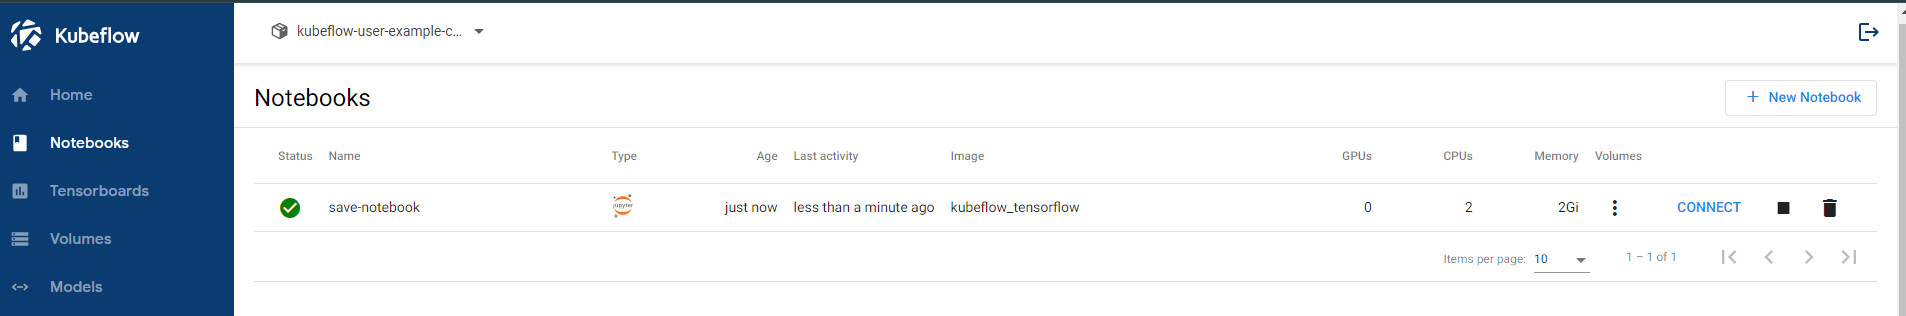 Kubeflow
kubeflow-user-example-c...
Home
Notebooks
Tensorboards
Volumes
Models
Notebooks
+ New Notebook
Status Name Type Age Last activity Image GPUs CPUs Memory Volumes
jupyter
save-notebook just now less than a minute ago kubeflow_tensorflow 0 2 2Gi CONNECT
Items per page: 10 1 – 1 of 1